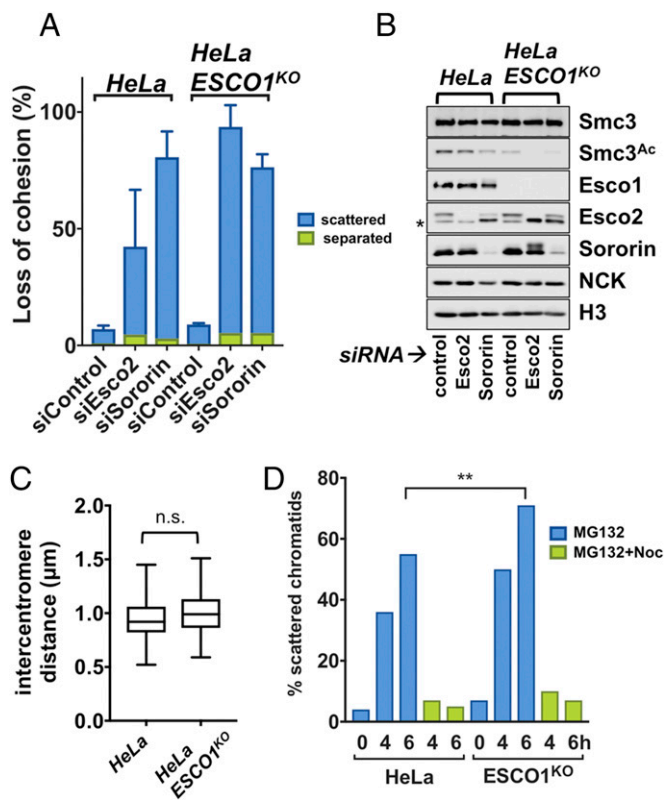 A
HeLa
HeLa
ESCO1KO
Loss of cohesion (%)
100
50
0
scattered
separated
siControl
siEsco2
siSororin
siControl
siEsco2
siSororin
B
HeLa
HeLa
ESCO1KO
Smc3
Smc3Ac
Esco1
Esco2
*
Sororin
NCK
H3
siRNA→
control
Esco2
Sororin
control
Esco2
Sororin
C
n.s.
intercentromere
distance (μm)
2.0
1.5
1.0
0.5
0.0
HeLa
HeLa
ESCO1KO
D
**
MG132
MG132+Noc
% scattered chromatids
80
60
40
20
0
0 4 6 4 6 0 4 6 4 6h
HeLa ESCO1KO